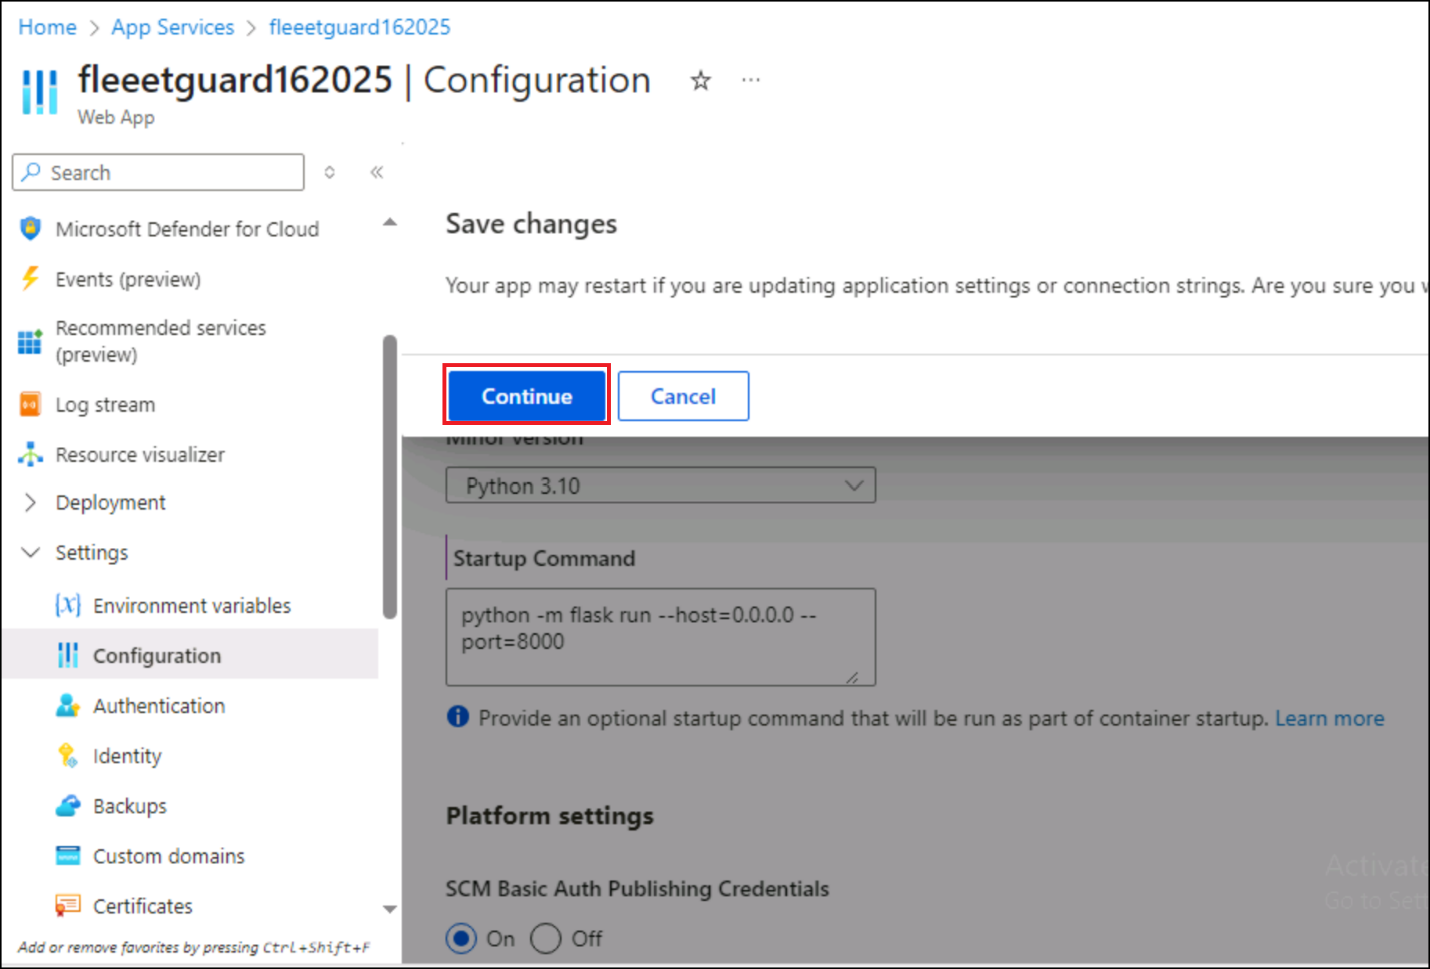 Home > App Services > fleeetguard162025
fleeetguard162025 | Configuration
Web App
Search
Save changes
Your app may restart if you are updating application settings or connection strings. Are you sure you
Continue
Cancel
Microsoft Defender for Cloud
Events (preview)
Recommended services
(preview)
Log stream
Resource visualizer
Deployment
Settings
Environment variables
Configuration
Authentication
Identity
Backups
Custom domains
Certificates
Add or remove favorites by pressing Ctrl+Shift+F
Minor version
Python 3.10
Startup Command
python -m flask run --host=0.0.0.0 --
port=8000
Provide an optional startup command that will be run as part of container startup. Learn more
Platform settings
SCM Basic Auth Publishing Credentials
On
Off
Activate
Go to Sett